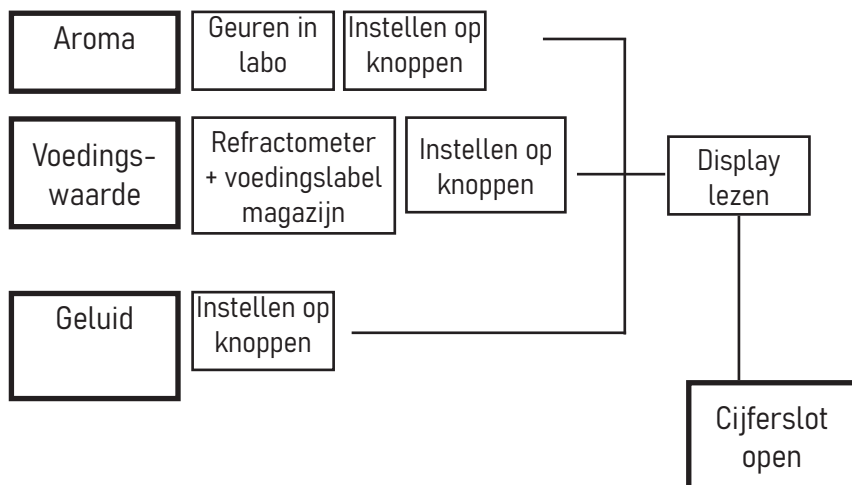 Aroma
Geuren in
labo
Instellen op
knoppen
Voedings-
waarde
Refractometer
+ voedingslabel
magazijn
Instellen op
knoppen
Display
lezen
Geluid
Instellen op
knoppen
Cijferslot
open